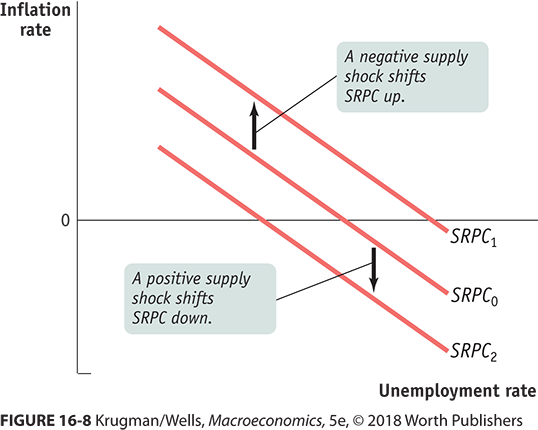 Inflation
rate
A negative supply
shock shifts
SRPC up.
0
SRPC₁
A positive supply
shock shifts
SRPC down.
SRPC₀
SRPC₂
Unemployment rate
FIGURE 16-8 Krugman/Wells, Macroeconomics, 5e, © 2018 Worth Publishers